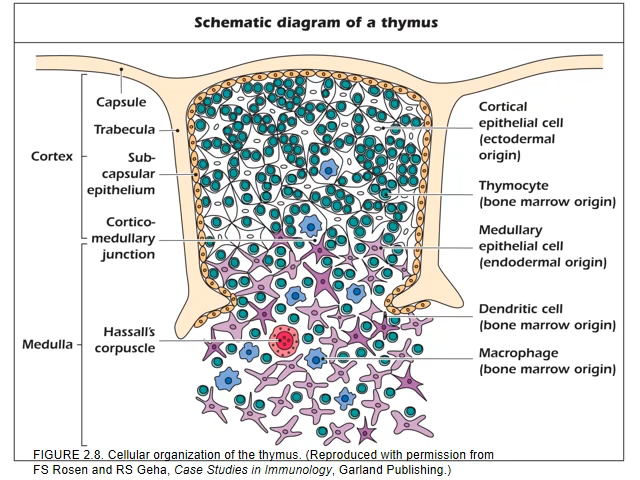 Schematic diagram of a thymus
Capsule
Trabecula
Cortex
Sub-
capsular
epithelium
Cortico-
medullary
junction
Medulla
Hassall's
corpuscle
Cortical
epithelial cell
(ectodermal
origin)
Thymocyte
(bone marrow origin)
Medullary
epithelial cell
(endodermal origin)
Dendritic cell
(bone marrow origin)
Macrophage
(bone marrow origin)
FIGURE 2.8. Cellular organization of the thymus. (Reproduced with permission from
FS Rosen and RS Geha, Case Studies in Immunology, Garland Publishing.)